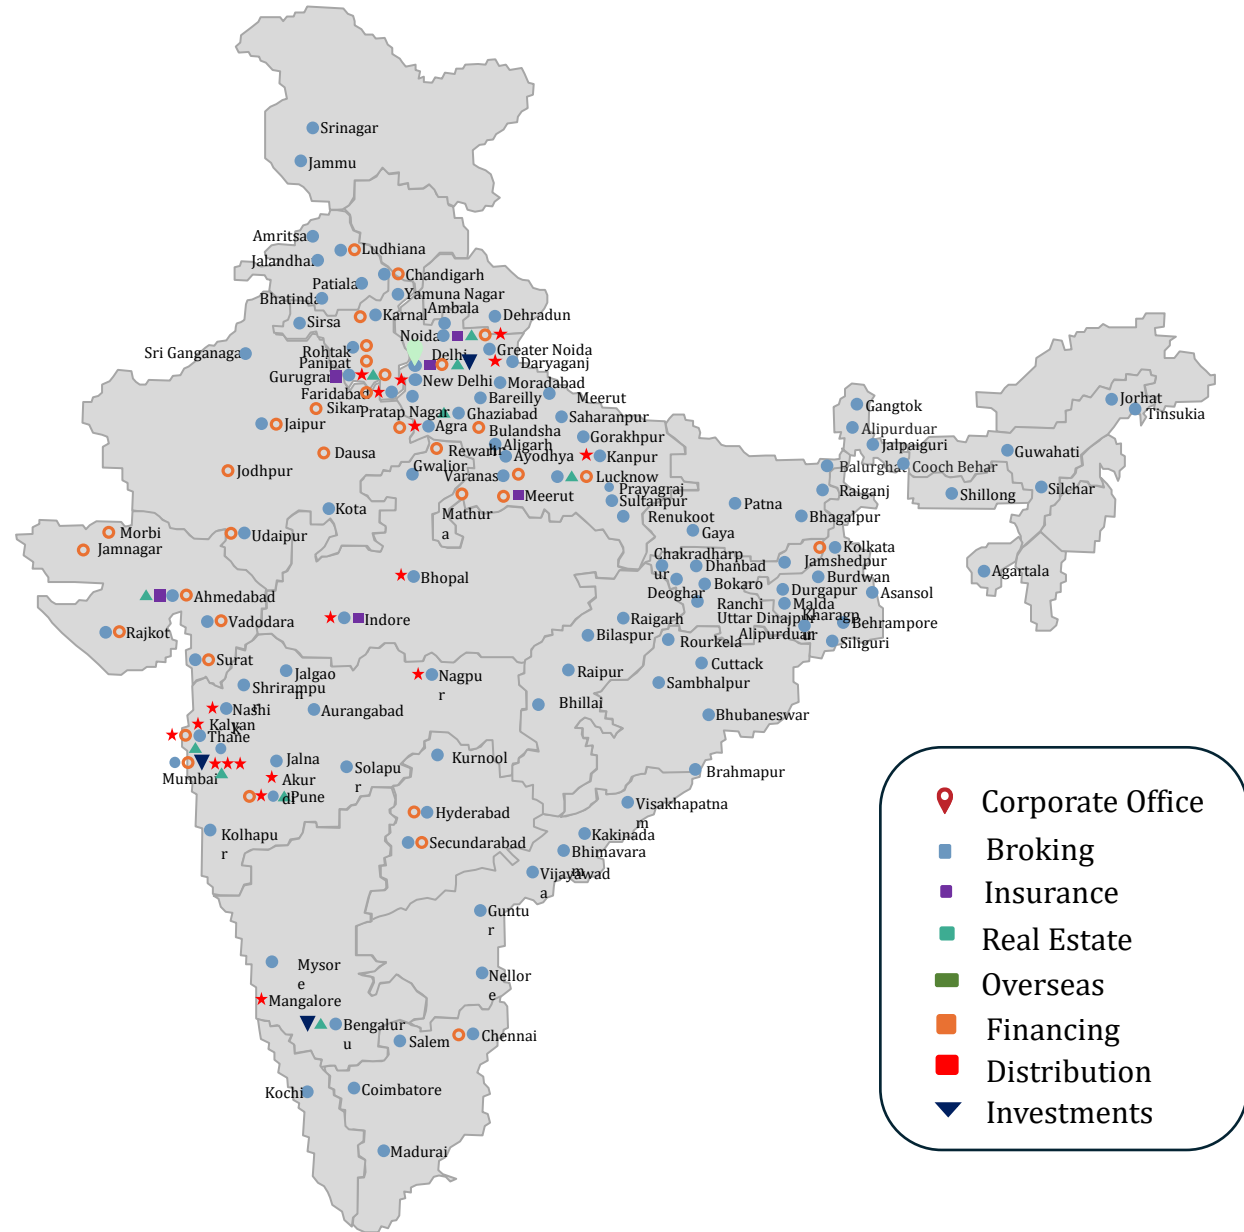 Srinagar
Jammu
Amritsa
Ludhiana
Jalandha
Chandigarh
Patiala
Yamuna Nagar
Bhatinda
Ambala
Sirsa
Karnal
Dehradun
Noida
Sri Ganganaga
Rohtak
Delhi
Greater Noida
Panipat
Daryaganj
Gurugram
New Delhi
Moradabad
Faridabad
Bareilly
Meerut
Sikar
Pratap Nagar
Ghaziabad
Saharanpur
Jaipur
Agra
Bulandsha
hr
Gorakhpur
Aligarh
Dausa
Rewari
Ayodhya
Kanpur
Jodhpur
Gwalior
Varanas
Lucknow
Prayagraj
Meerut
Sultanpur
Kota
Mathur
a
Renukoot
Patna
Gangtok
Alipurduar
Jalpaiguri
Jorhat
Tinsukia
Balurghat
Cooch Behar
Guwahati
Raiganj
Shillong
Silchar
Bhagalpur
Gaya
Morbi
Udaipur
Jamnagar
Kolkata
Chakradharp
ur
Dhanbad
Jamshedpur
Agartala
Bhopal
Deoghar
Bokaro
Burdwan
Durgapur
Asansol
Ahmedabad
Ranchi
Malda
Uttar Dinajpur
Kharagp
ur
Rajkot
Vadodara
Indore
Raigarh
Behrampore
Bilaspur
Rourkela
Alipurduar
Siliguri
Surat
Jalgao
n
Nagpu
r
Raipur
Cuttack
Shrirampu
r
Sambhalpur
Nashi
k
Aurangabad
Bhillai
Bhubaneswar
Kalyan
Thane
Kurnool
Mumbai
Jalna
Solapu
r
Brahmapur
Akur
di
Pune
Hyderabad
Visakhapatna
m
Kolhapu
r
Secundarabad
Kakinada
Bhimavara
m
Vijayawad
a
Guntu
r
Mysor
e
Nellor
e
Mangalore
Bengalur
u
Salem
Chennai
Kochi
Coimbatore
Madurai
Corporate Office
Broking
Insurance
Real Estate
Overseas
Financing
Distribution
Investments